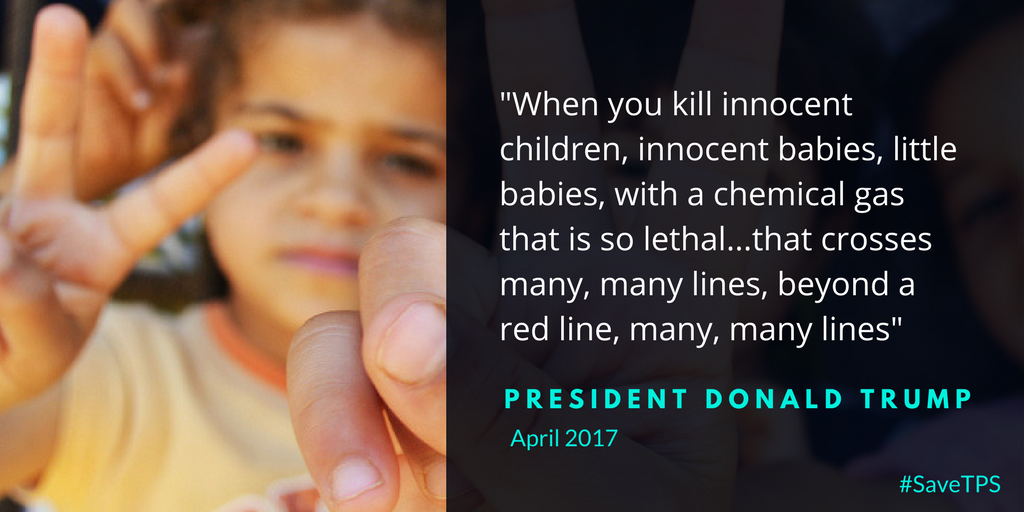 "When you kill innocent
children, innocent babies, little
babies, with a chemical gas
that is so lethal...that crosses
many, many lines, beyond a
red line, many, many lines"
PRESIDENT DONALD TRUMP
April 2017
#SaveTPS